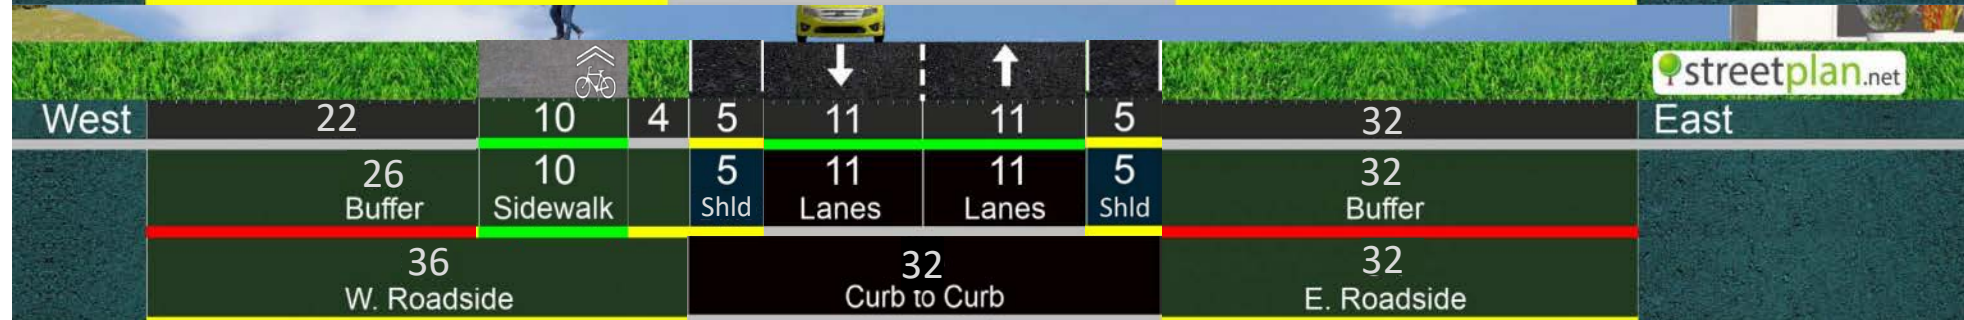 streetplan.net
West 22 10 4 5 11 11 5 32 East
26 10 5 11 11 5 32
Buffer Sidewalk Shld Lanes Lanes Shld Buffer
36 32 32
W. Roadside Curb to Curb E. Roadside